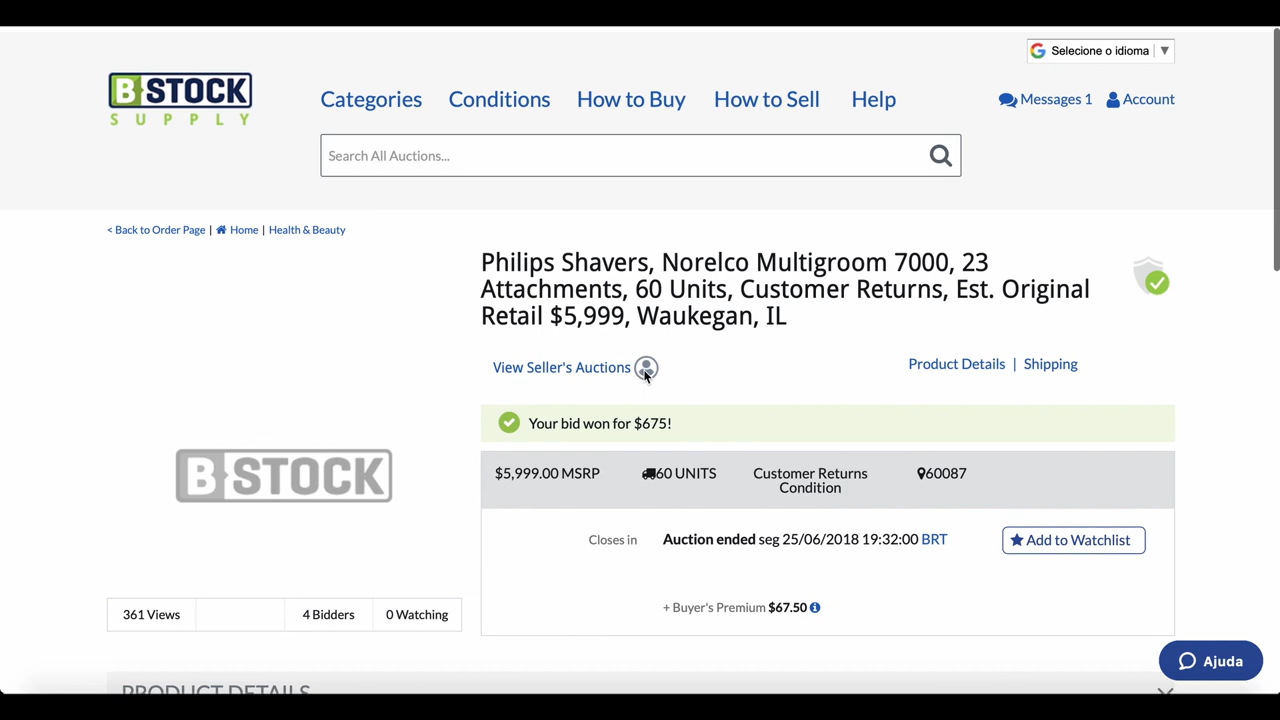 Selecione o idioma ▼
B STOCK
SUPPLY
Categories Conditions How to Buy How to Sell Help
Messages 1 Account
Search All Auctions...
< Back to Order Page | Home | Health & Beauty
Philips Shavers, Norelco Multigroom 7000, 23
Attachments, 60 Units, Customer Returns, Est. Original
Retail $5,999, Waukegan, IL
View Seller's Auctions
Product Details | Shipping
Your bid won for $675!
B STOCK
$5,999.00 MSRP 60 UNITS Customer Returns
Condition
60087
Closes in Auction ended seg 25/06/2018 19:32:00 BRT
Add to Watchlist
+ Buyer's Premium $67.50
361 Views 4 Bidders 0 Watching
Ajuda
PRODUCT DETAILS